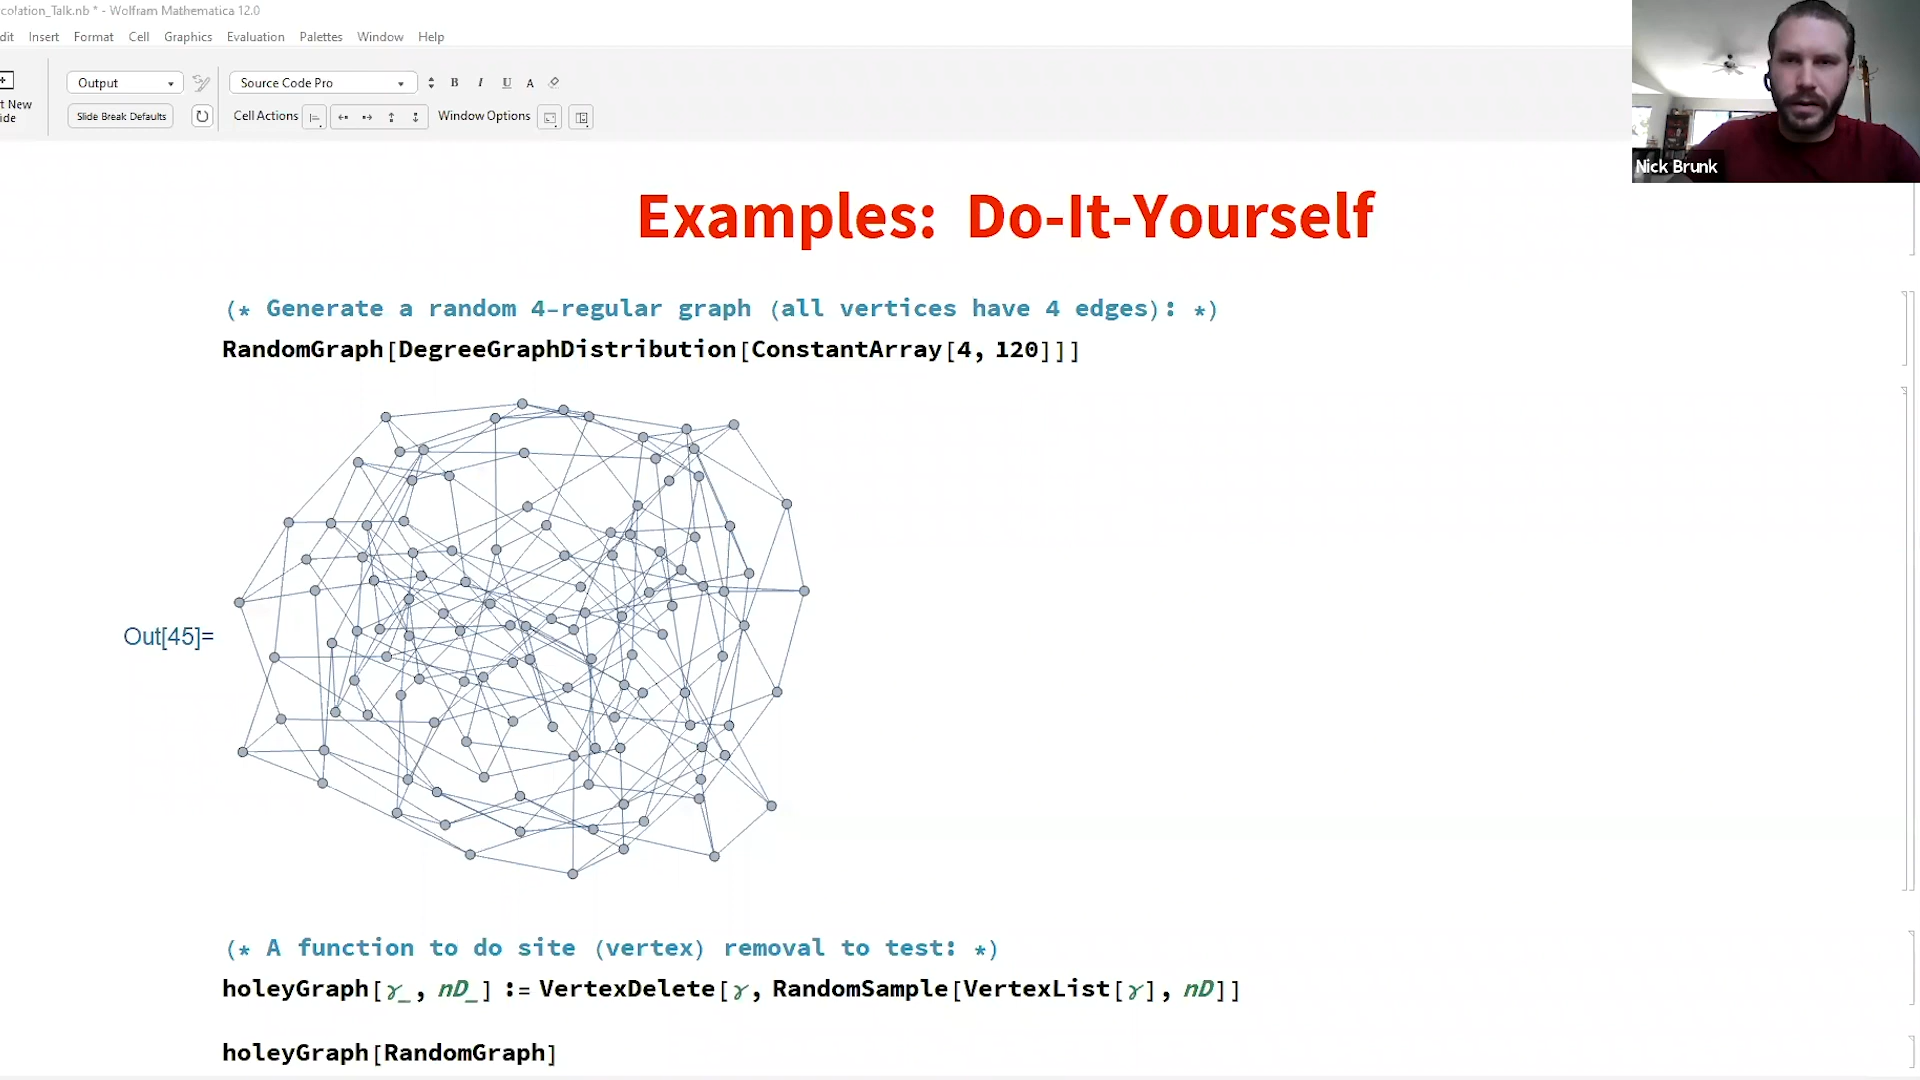 colation_Talk.nb * - Wolfram Mathematica 12.0
dit Insert Format Cell Graphics Evaluation Palettes Window Help
Output Source Code Pro B I U A
t New
ide
Slide Break Defaults Cell Actions Window Options
Nick Brunk
Examples: Do-It-Yourself
(* Generate a random 4-regular graph (all vertices have 4 edges): *)
RandomGraph[DegreeGraphDistribution[ConstantArray[4, 120]]]
Out[45]=
(* A function to do site (vertex) removal to test: *)
holeyGraph[γ_, nD_] := VertexDelete[γ, RandomSample[VertexList[γ], nD]]
holeyGraph[RandomGraph]